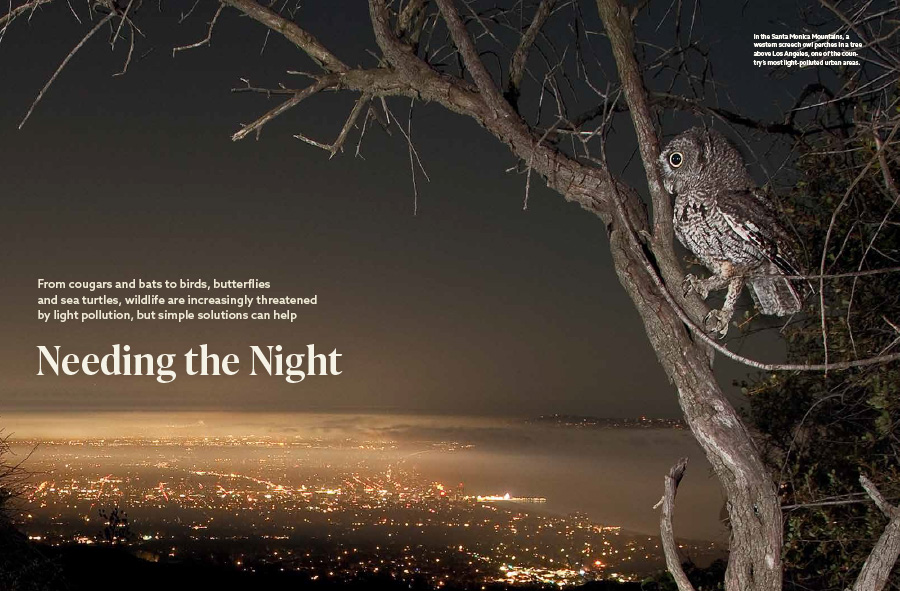 In the Santa Monica Mountains, a
western screech owl perches in a tree
above Los Angeles, one of the coun-
try's most light-polluted urban areas.
From cougars and bats to birds, butterflies
and sea turtles, wildlife are increasingly threatened
by light pollution, but simple solutions can help
Needing the Night